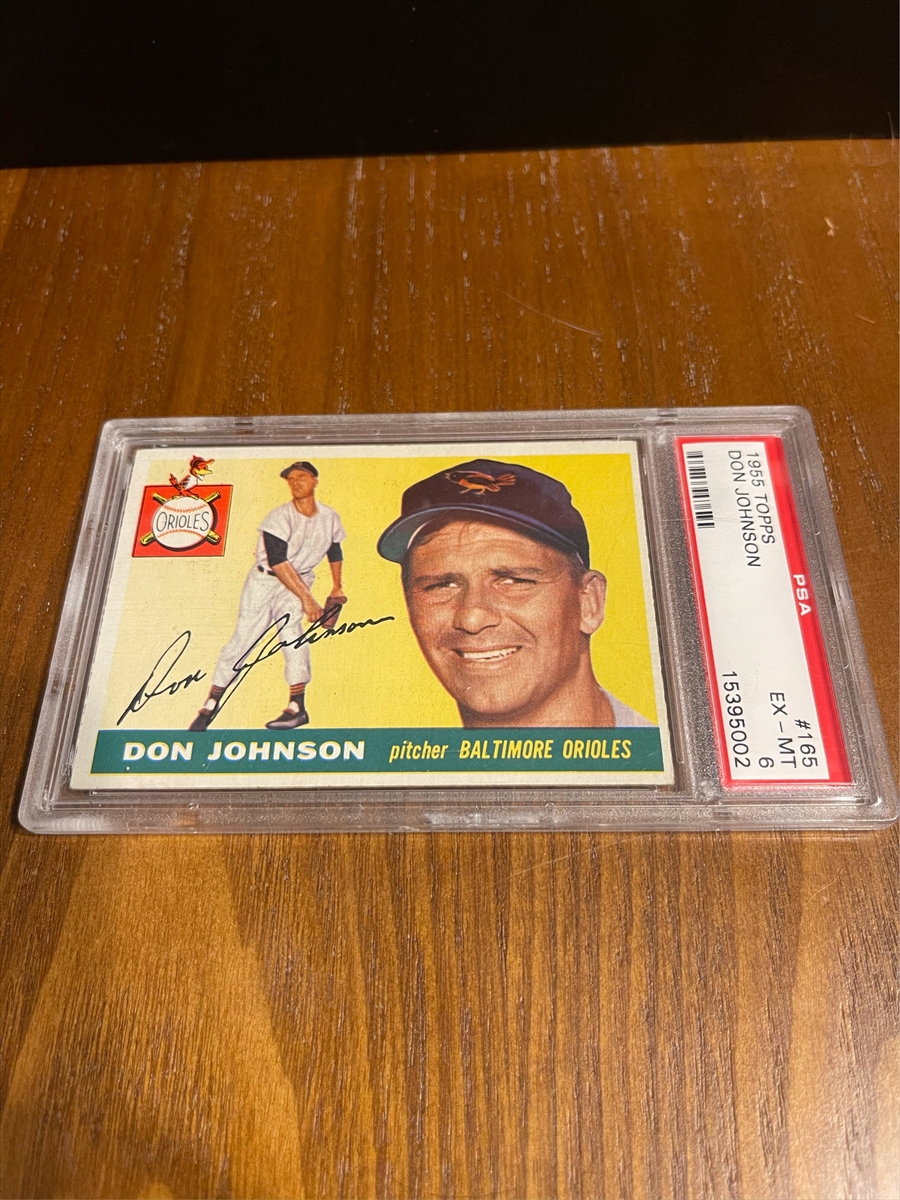 ORIOLES
Don Johnson
DON JOHNSON pitcher BALTIMORE ORIOLES
1955 TOPPS #165
DON JOHNSON EX - MT
6
PSA
15395002